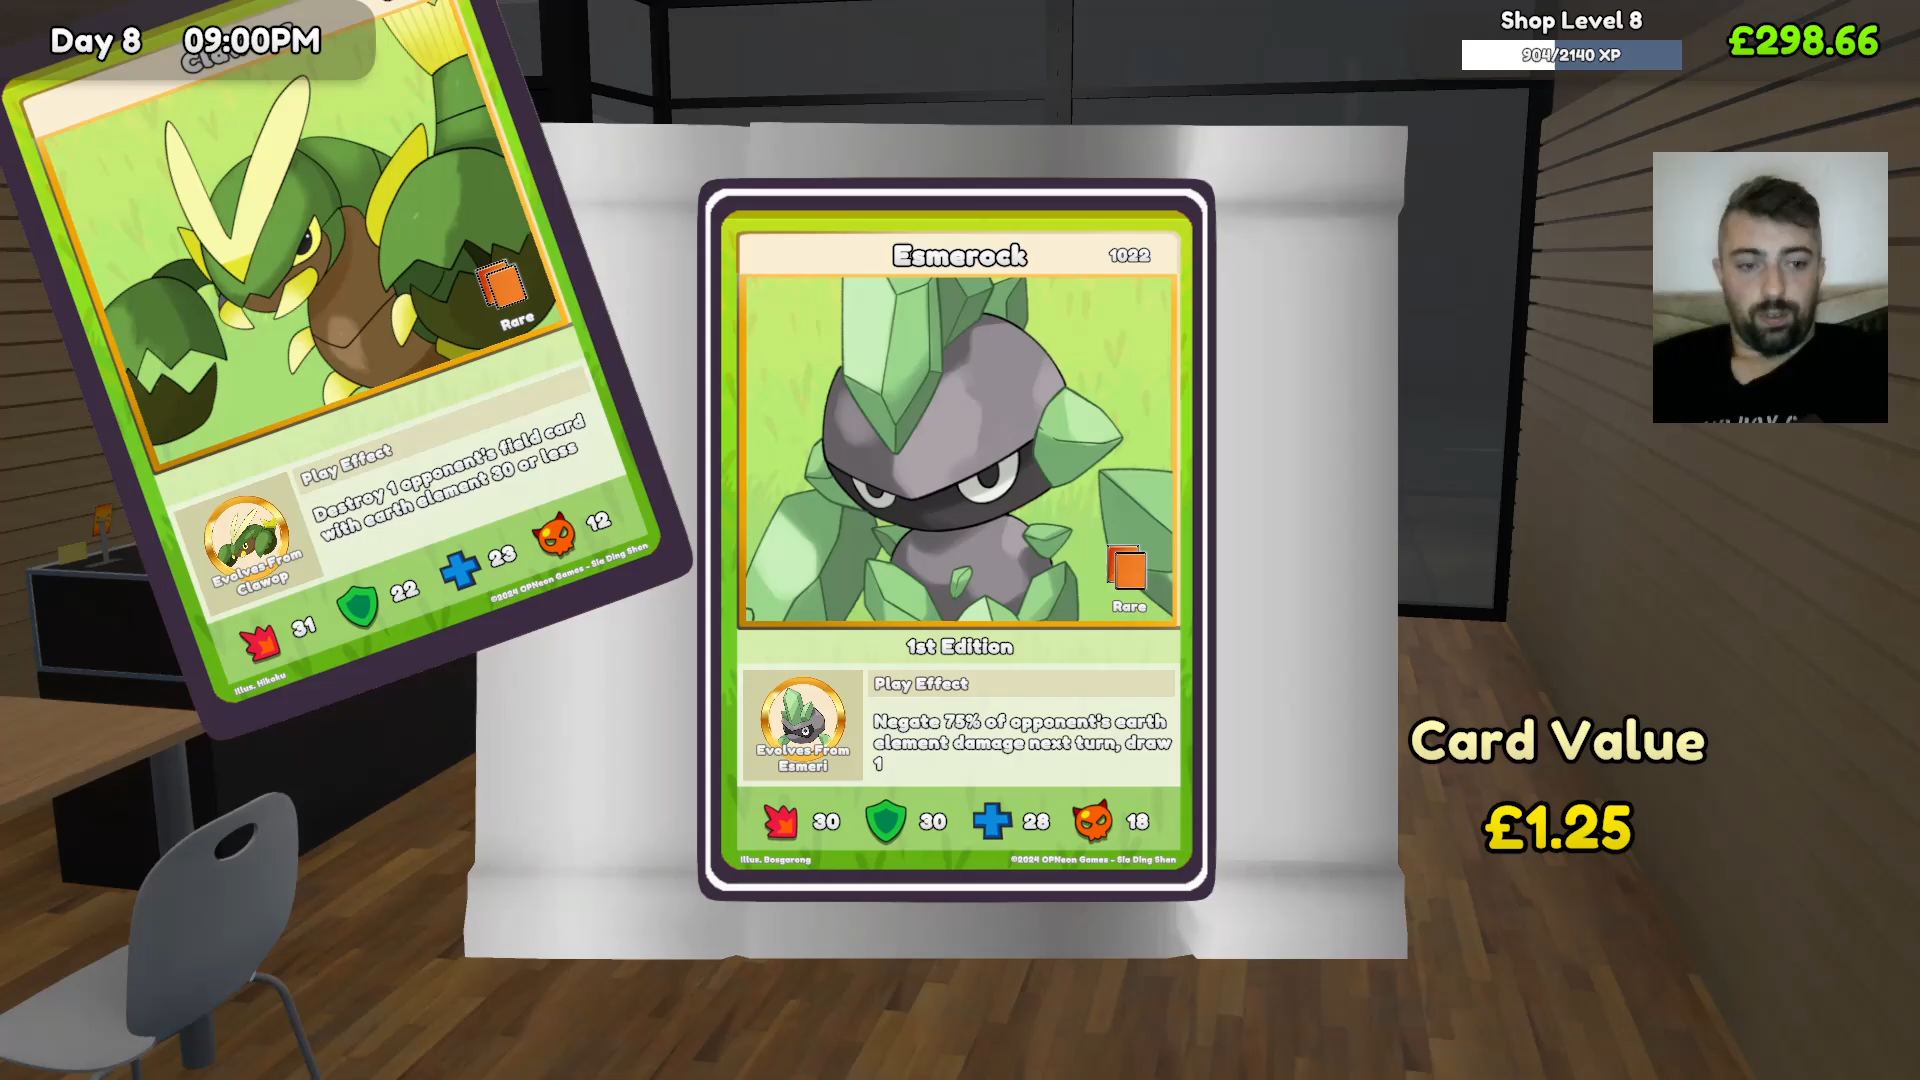 Day 8 09:00PM
Shop Level 8
904/2140 XP
£298.66
Rare
Play Effect
Destroy 1 opponent's field card
with earth element 30 or less
Evolves From
Clawop
31 22 23 12
Illus. Hikoku
©2024 OPNeon Games - Sia Ding Shen
Esmerock 1022
Rare
1st Edition
Play Effect
Negate 75% of opponent's earth
element damage next turn, draw
1
Evolves From
Esmeri
30 30 28 18
Illus. Bosgarong
©2024 OPNeon Games - Sia Ding Shen
Card Value
£1.25